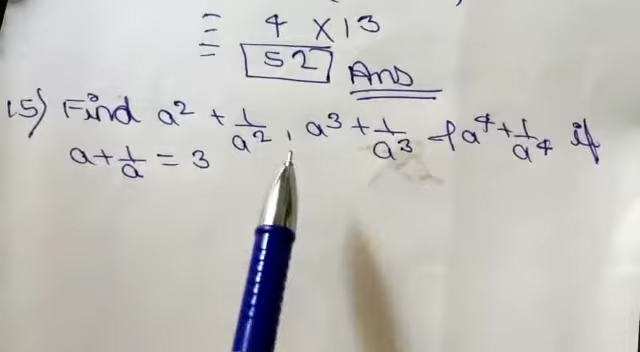 = 4 × 13
= 52 Ans
15) Find a² + 1/a², a³ + 1/a³ & a⁴ + 1/a⁴ if
a + 1/a = 3